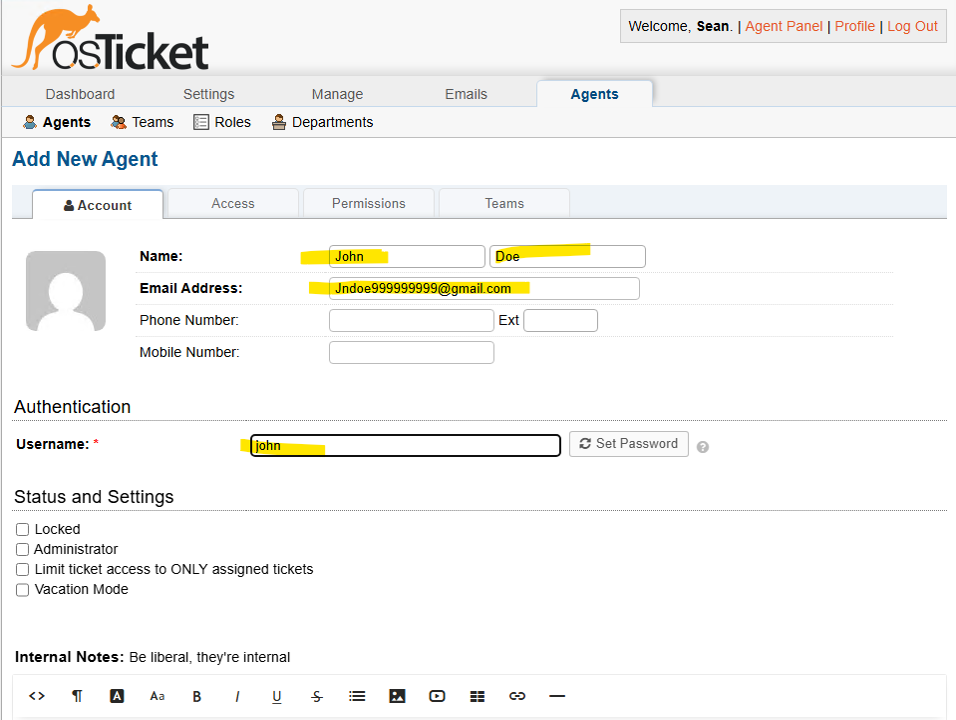 osTicket
Welcome, Sean. | Agent Panel | Profile | Log Out
Dashboard Settings Manage Emails Agents
Agents Teams Roles Departments
Add New Agent
Account Access Permissions Teams
Name: John Doe
Email Address: Jndoe999999999@gmail.com
Phone Number: Ext
Mobile Number:
Authentication
Username: * john Set Password ?
Status and Settings
Locked
Administrator
Limit ticket access to ONLY assigned tickets
Vacation Mode
Internal Notes: Be liberal, they're internal
<> ¶ A Aa B I U S